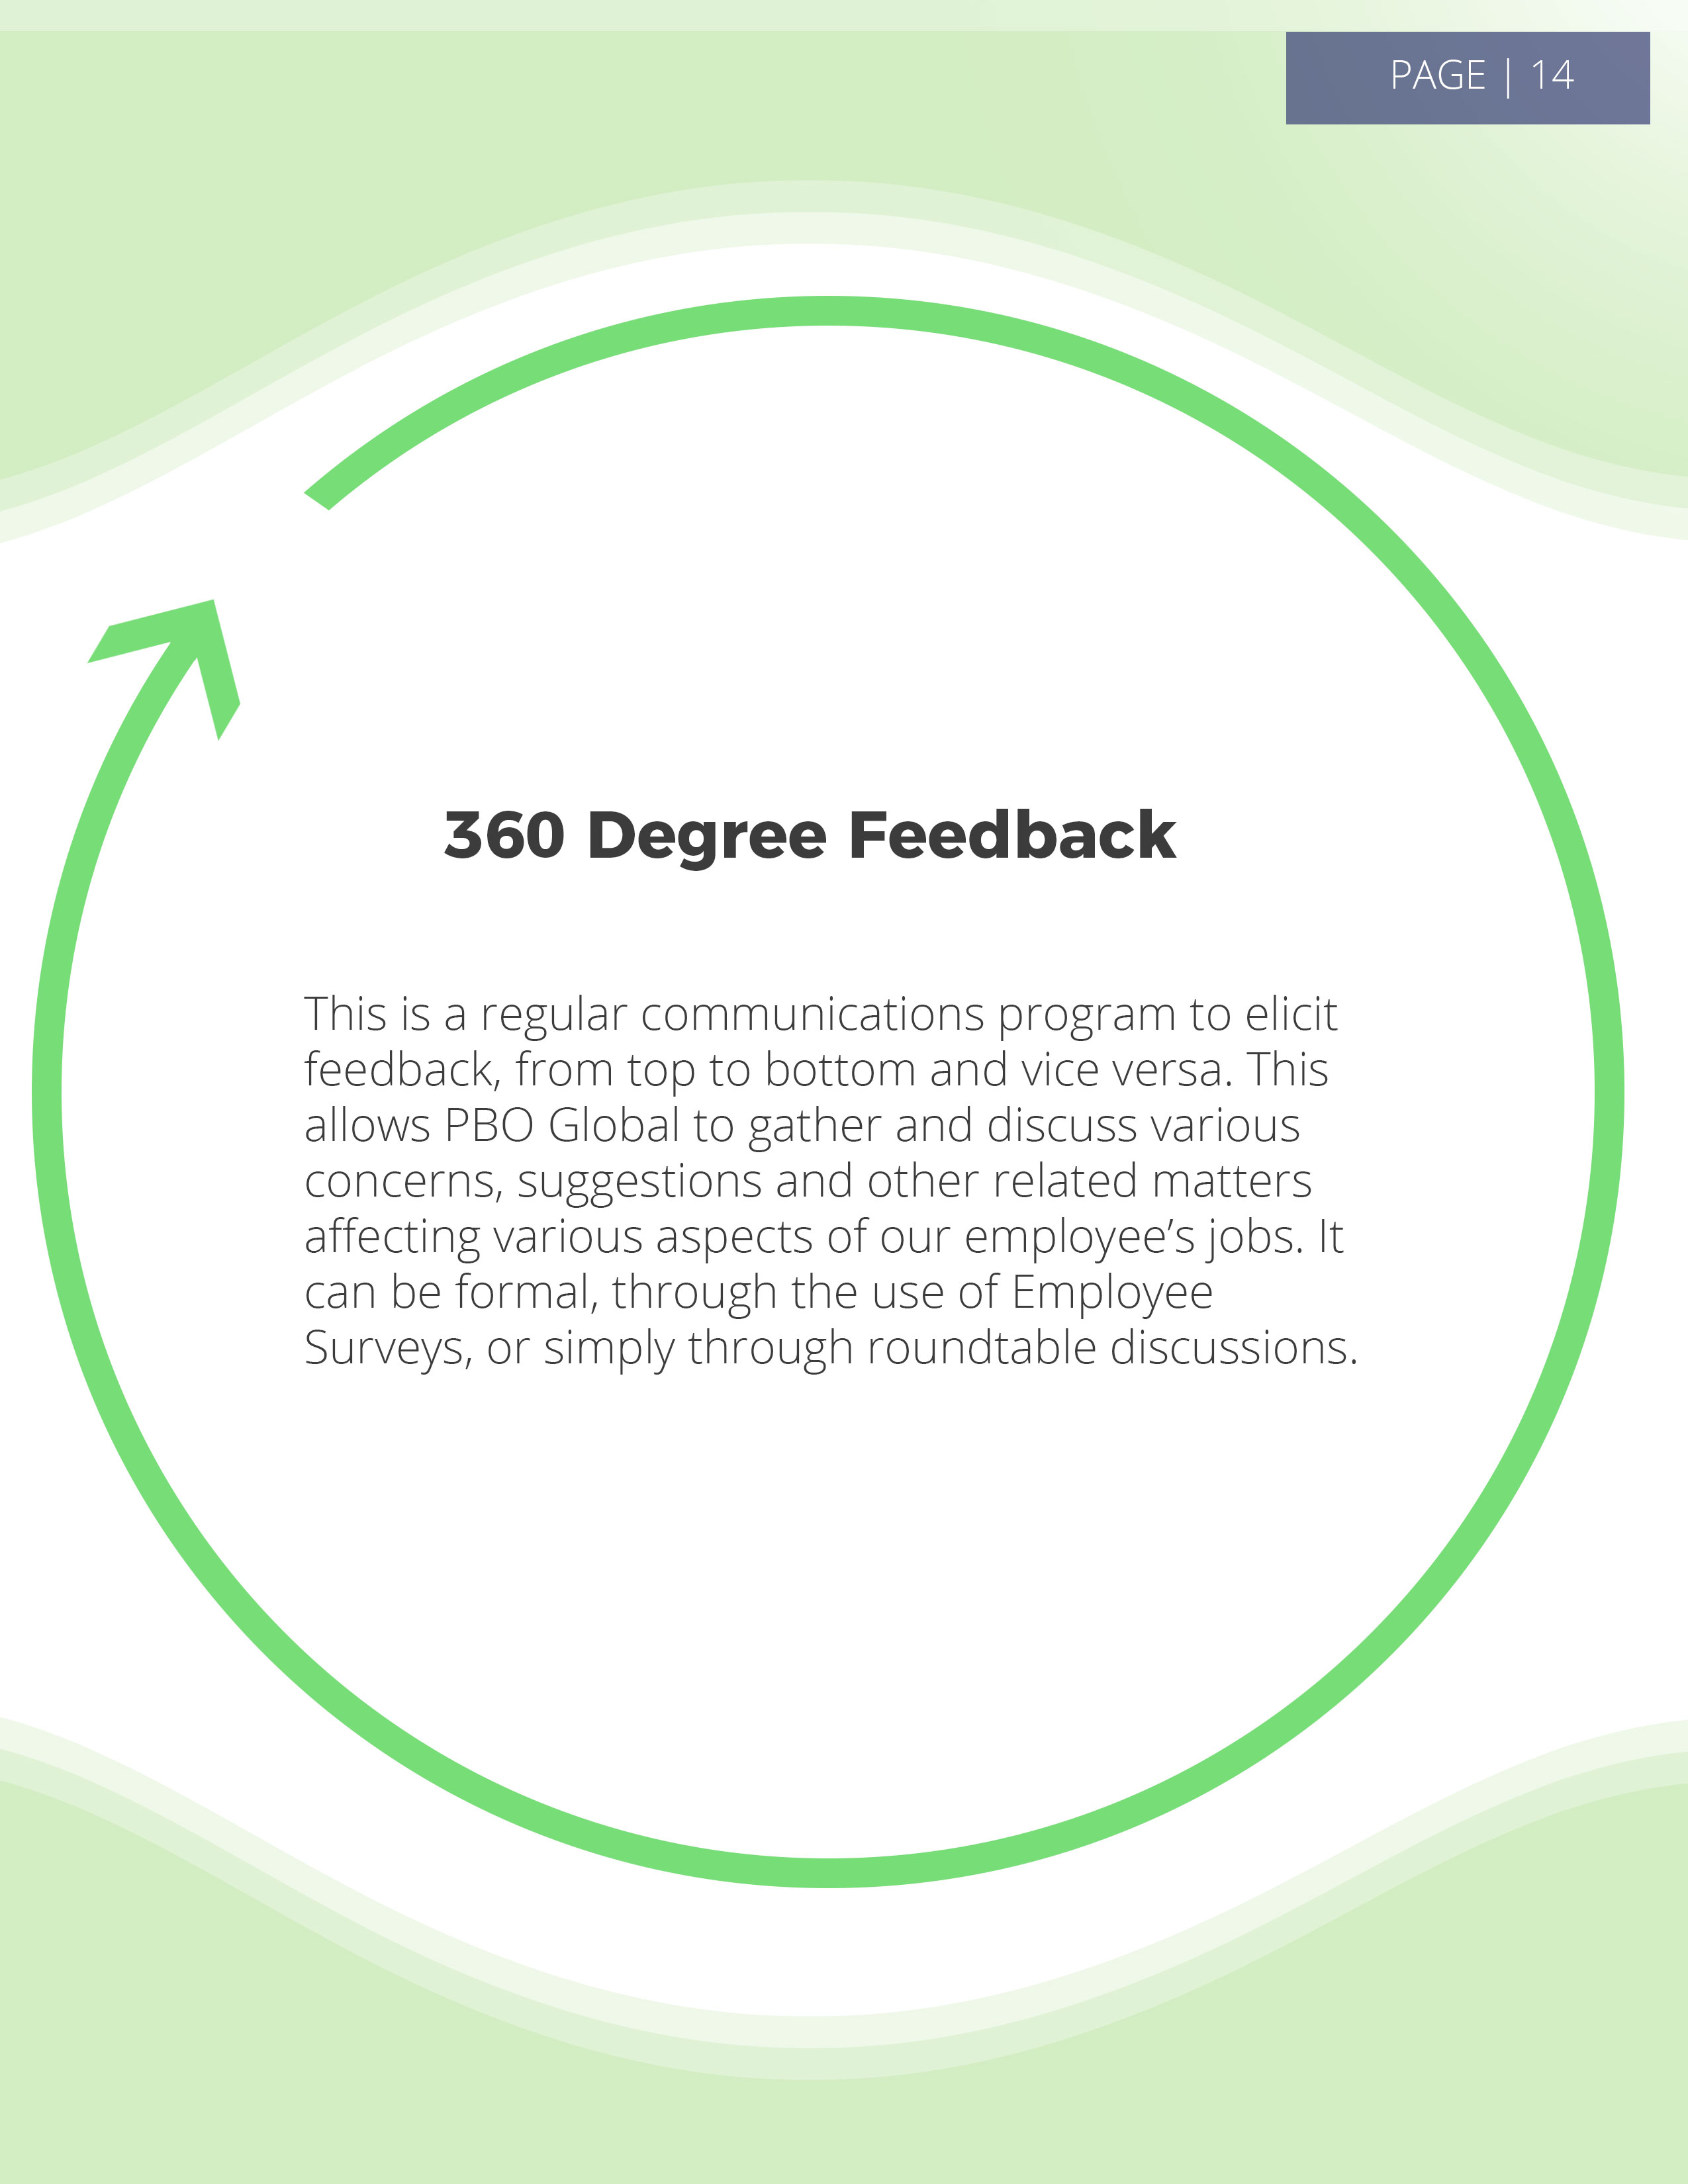 PAGE | 14
360 Degree Feedback
This is a regular communications program to elicit
feedback, from top to bottom and vice versa. This
allows PBO Global to gather and discuss various
concerns, suggestions and other related matters
affecting various aspects of our employee’s jobs. It
can be formal, through the use of Employee
Surveys, or simply through roundtable discussions.